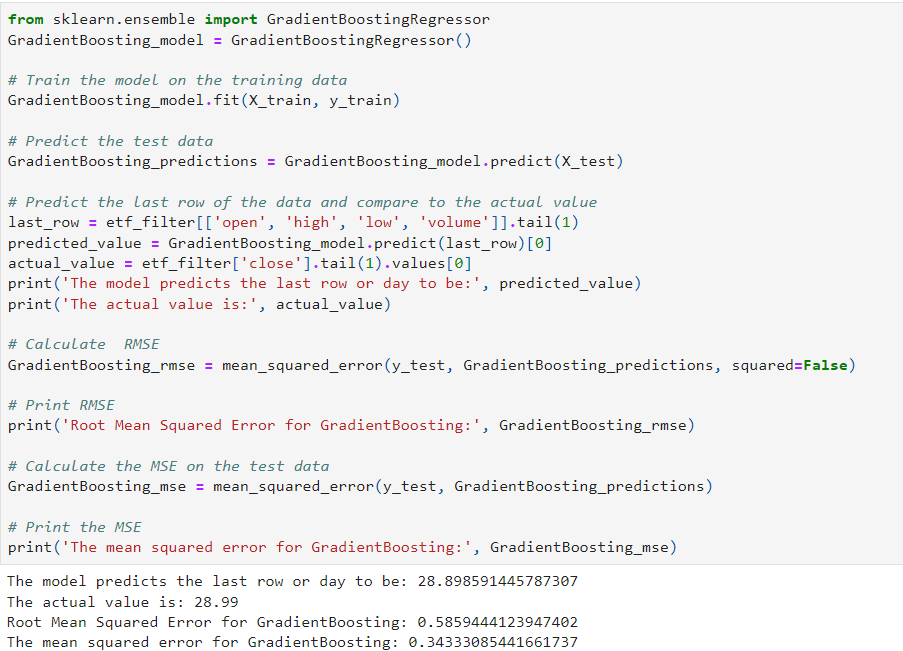 from sklearn.ensemble import GradientBoostingRegressor
GradientBoosting_model = GradientBoostingRegressor()
# Train the model on the training data
GradientBoosting_model.fit(X_train, y_train)
# Predict the test data
GradientBoosting_predictions = GradientBoosting_model.predict(X_test)
# Predict the last row of the data and compare to the actual value
last_row = etf_filter[['open', 'high', 'low', 'volume']].tail(1)
predicted_value = GradientBoosting_model.predict(last_row)[0]
actual_value = etf_filter['close'].tail(1).values[0]
print('The model predicts the last row or day to be:', predicted_value)
print('The actual value is:', actual_value)
# Calculate  RMSE
GradientBoosting_rmse = mean_squared_error(y_test, GradientBoosting_predictions, squared=False)
# Print RMSE
print('Root Mean Squared Error for GradientBoosting:', GradientBoosting_rmse)
# Calculate the MSE on the test data
GradientBoosting_mse = mean_squared_error(y_test, GradientBoosting_predictions)
# Print the MSE
print('The mean squared error for GradientBoosting:', GradientBoosting_mse)
The model predicts the last row or day to be: 28.898591445787307
The actual value is: 28.99
Root Mean Squared Error for GradientBoosting: 0.5859444123947402
The mean squared error for GradientBoosting: 0.34333085441661737